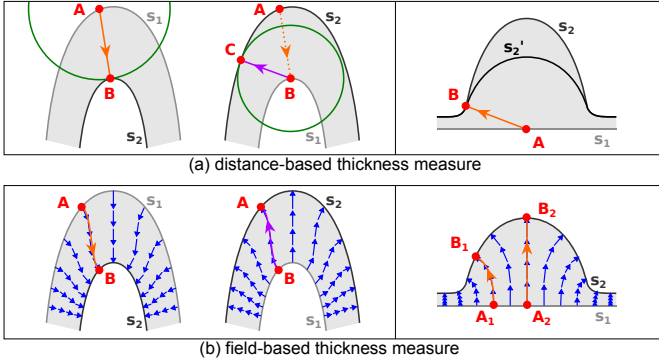 A S₁ B S₂
A S₂ C B S₁
S₂ S₂' B A S₁
(a) distance-based thickness measure
A S₁ B S₂
A S₂ B S₁
B₂ B₁ S₂ A₁ A₂ S₁
(b) field-based thickness measure